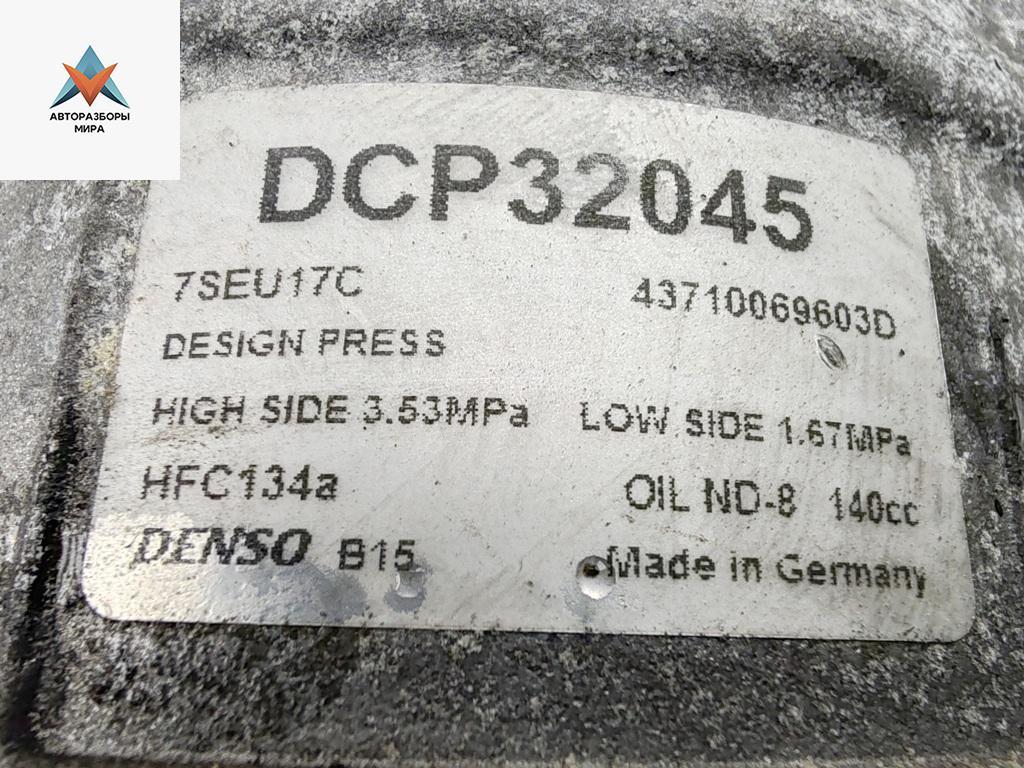 АВТОРАЗБОРЫ
МИРА
DCP32045
7SEU17C 43710069603D
DESIGN PRESS
HIGH SIDE 3.53MPa LOW SIDE 1.67MPa
HFC134a OIL ND-8 140cc
DENSO B15 Made in Germany